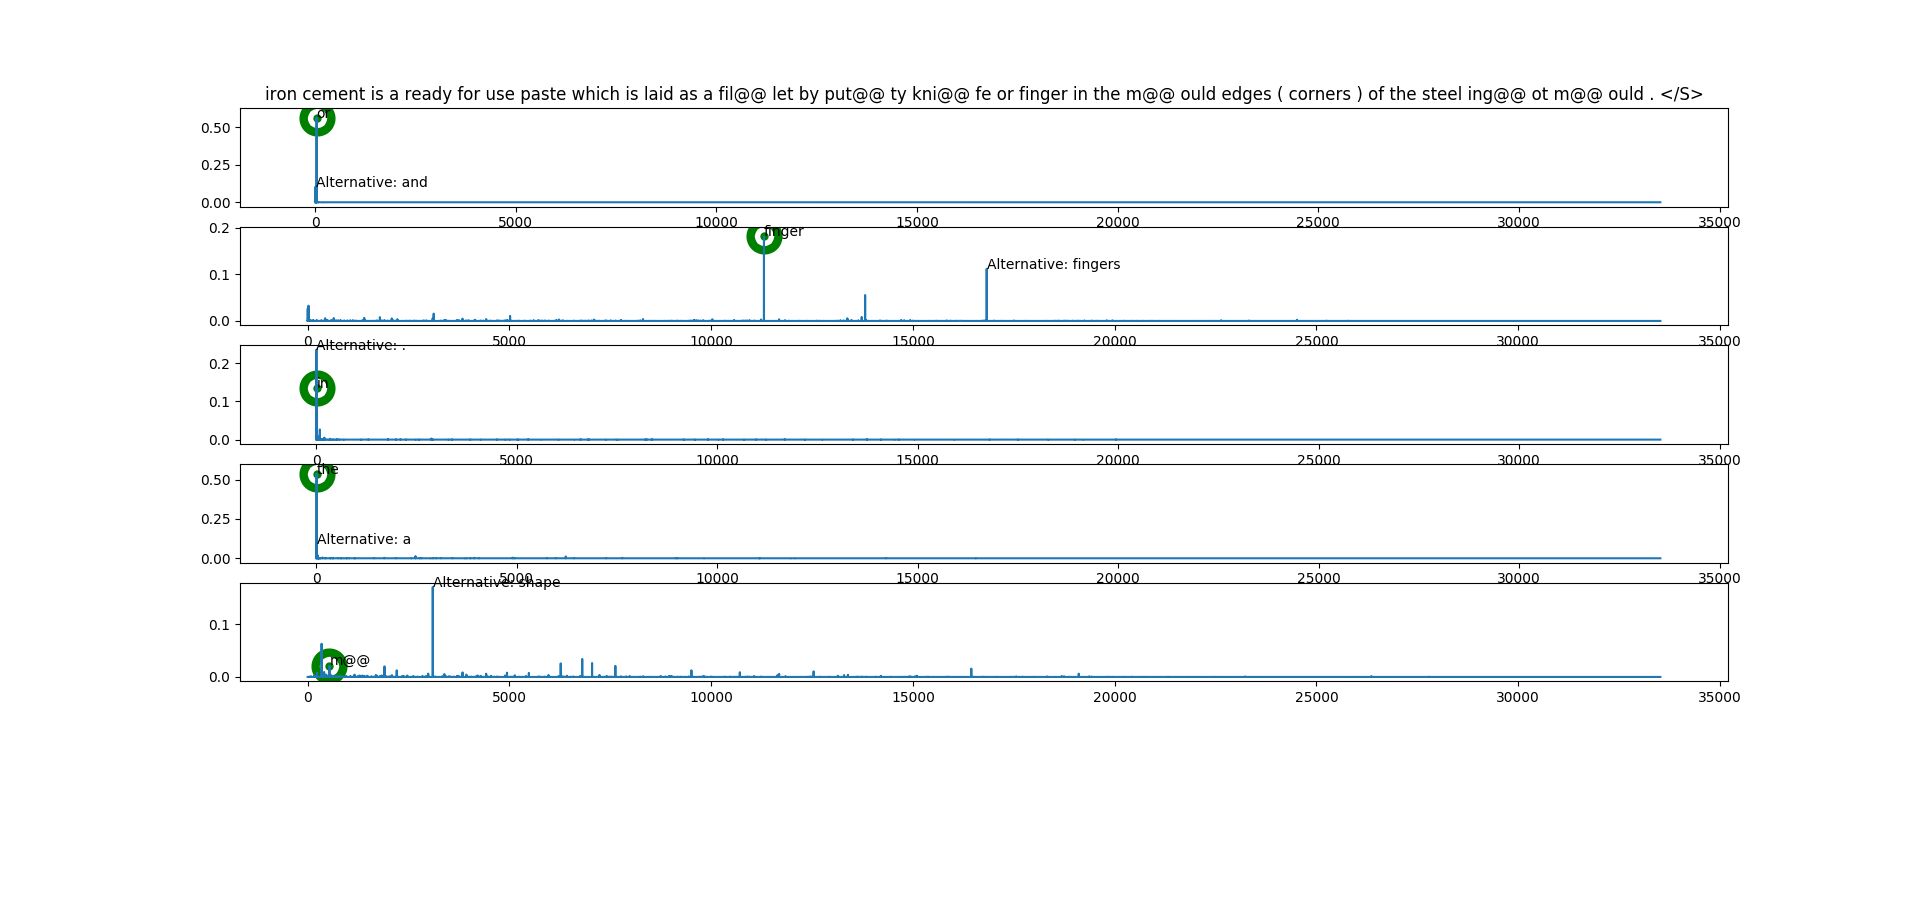 iron cement is a ready for use paste which is laid as a fil@@ let by put@@ ty kni@@ fe or finger in the m@@ ould edges ( corners ) of the steel ing@@ ot m@@ ould . </S>
or
0.50
0.25
Alternative: and
0.00
0 5000 10000 15000 20000 25000 30000 35000
0.2
finger
Alternative: fingers
0.1
0.0
0 5000 10000 15000 20000 25000 30000 35000
Alternative: .
0.2
in
0.1
0.0
0 5000 10000 15000 20000 25000 30000 35000
the
0.50
0.25
Alternative: a
0.00
0 5000 10000 15000 20000 25000 30000 35000
Alternative: shape
0.1
m@@
0.0
0 5000 10000 15000 20000 25000 30000 35000